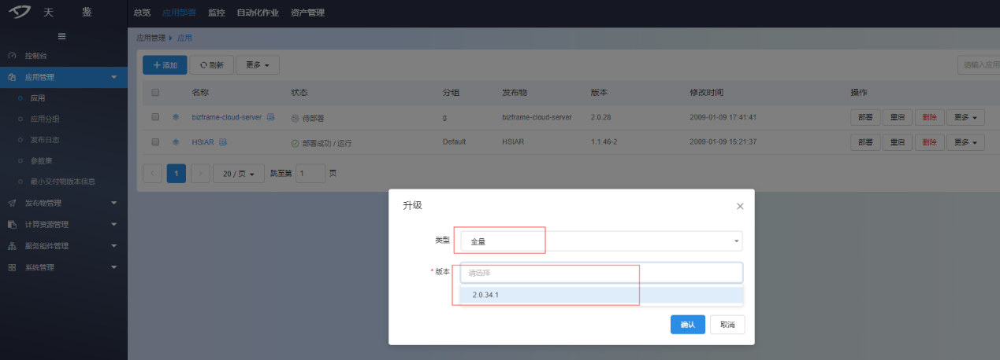 天 鉴
总览 应用部署 监控 自动化作业 资产管理
应用管理 应用
控制台
应用管理
应用
应用分组
发布日志
参数集
最小交付物版本信息
发布物管理
计算资源管理
服务组件管理
系统管理
添加 刷新 更多 请输入应用
名称 状态 分组 发布物 版本 修改时间 操作
bizframe-cloud-server 待部署 g bizframe-cloud-server 2.0.28 2009-01-09 17:41:41 部署 重启 删除 更多
HSIAR 部署成功 / 运行 Default HSIAR 1.1.46-2 2009-01-09 15:21:37 部署 重启 删除 更多
1 20 / 页 跳至第 1 页
升级
类型 全量
* 版本 请选择
2.0.34.1
确认 取消